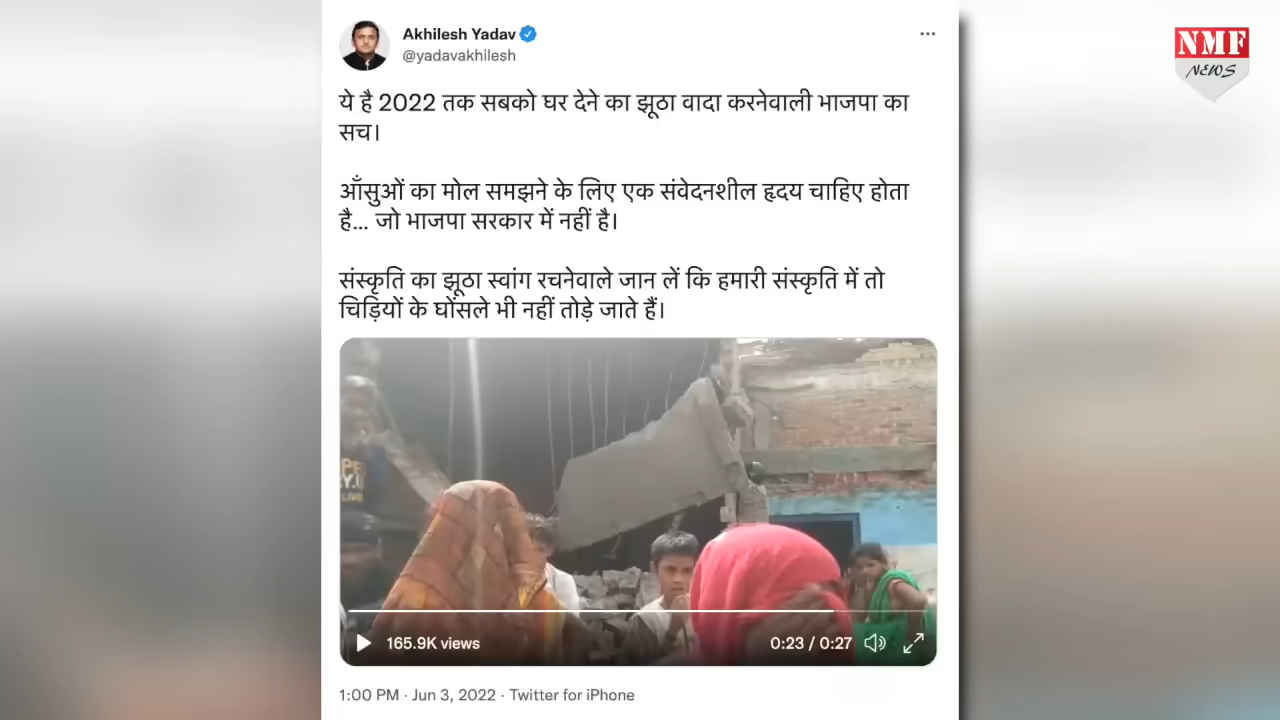 Akhilesh Yadav
@yadavakhilesh
NMF
NEWS
ये है 2022 तक सबको घर देने का झूठा वादा करनेवाली भाजपा का
सच।
आँसुओं का मोल समझने के लिए एक संवेदनशील हृदय चाहिए होता
है... जो भाजपा सरकार में नहीं है।
संस्कृति का झूठा स्वांग रचनेवाले जान लें कि हमारी संस्कृति में तो
चिड़ियों के घोंसले भी नहीं तोड़े जाते हैं।
165.9K views
0:23 / 0:27
1:00 PM · Jun 3, 2022 · Twitter for iPhone